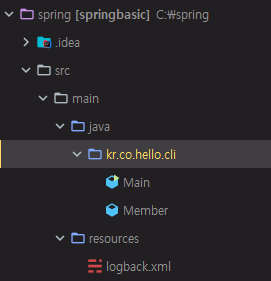 spring [springbasic] C:₩spring
.idea
src
main
java
kr.co.hello.cli
Main
Member
resources
logback.xml